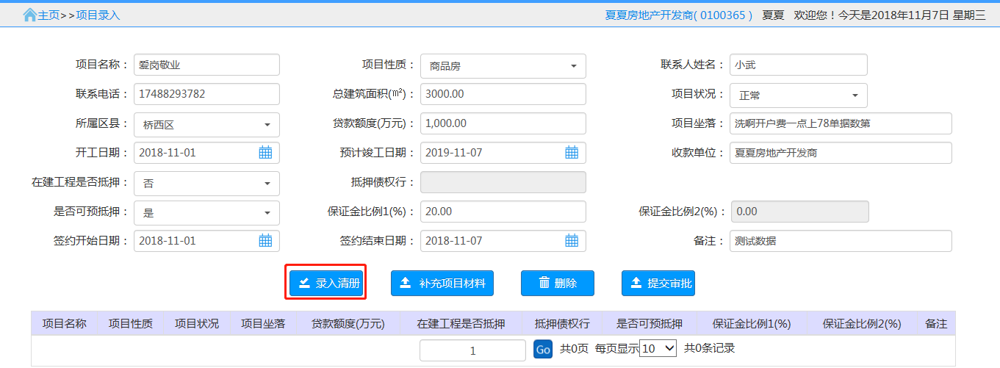 主页>>项目录入 夏夏房地产开发商( 0100365 ) 夏夏 欢迎您！今天是2018年11月7日 星期三
项目名称： 爱岗敬业 项目性质： 商品房 联系人姓名： 小武
联系电话： 17488293782 总建筑面积(㎡)： 3000.00 项目状况： 正常
所属区县： 桥西区 贷款额度(万元)： 1,000.00 项目坐落： 洗啊开户费一点上78单据数第
开工日期： 2018-11-01 预计竣工日期： 2019-11-07 收款单位： 夏夏房地产开发商
在建工程是否抵押： 否 抵押债权行：
是否可预抵押： 是 保证金比例1(%)： 20.00 保证金比例2(%)： 0.00
签约开始日期： 2018-11-01 签约结束日期： 2018-11-07 备注： 测试数据
录入清册 补充项目材料 删除 提交审批
项目名称 项目性质 项目状况 项目坐落 贷款额度(万元) 在建工程是否抵押 抵押债权行 是否可预抵押 保证金比例1(%) 保证金比例2(%) 备注
1 Go 共0页 每页显示 10 共0条记录